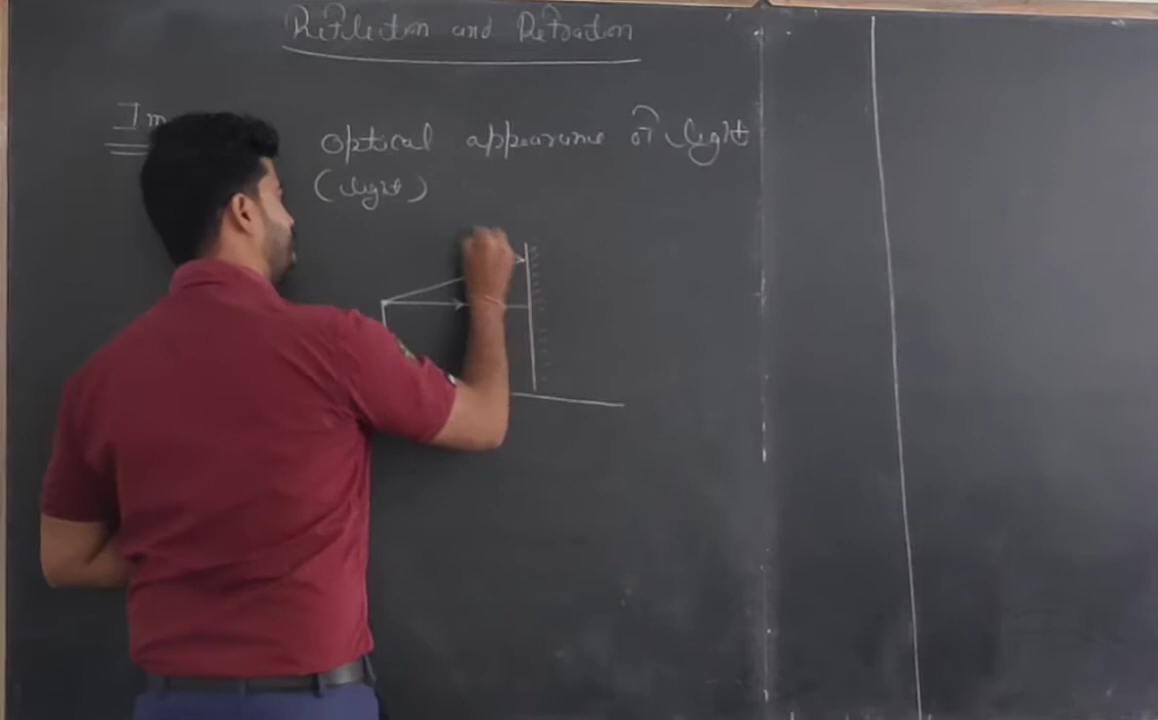 Reflection and Refraction
Im
optical appearance of light
(light)